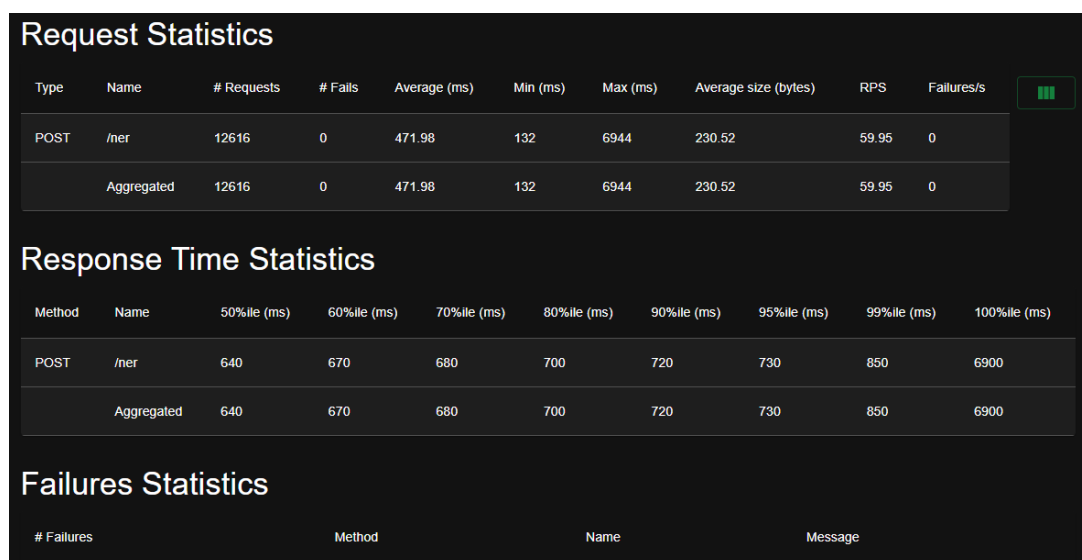 Request Statistics
Type Name # Requests # Fails Average (ms) Min (ms) Max (ms) Average size (bytes) RPS Failures/s
POST /ner 12616 0 471.98 132 6944 230.52 59.95 0
Aggregated 12616 0 471.98 132 6944 230.52 59.95 0
Response Time Statistics
Method Name 50%ile (ms) 60%ile (ms) 70%ile (ms) 80%ile (ms) 90%ile (ms) 95%ile (ms) 99%ile (ms) 100%ile (ms)
POST /ner 640 670 680 700 720 730 850 6900
Aggregated 640 670 680 700 720 730 850 6900
Failures Statistics
# Failures Method Name Message